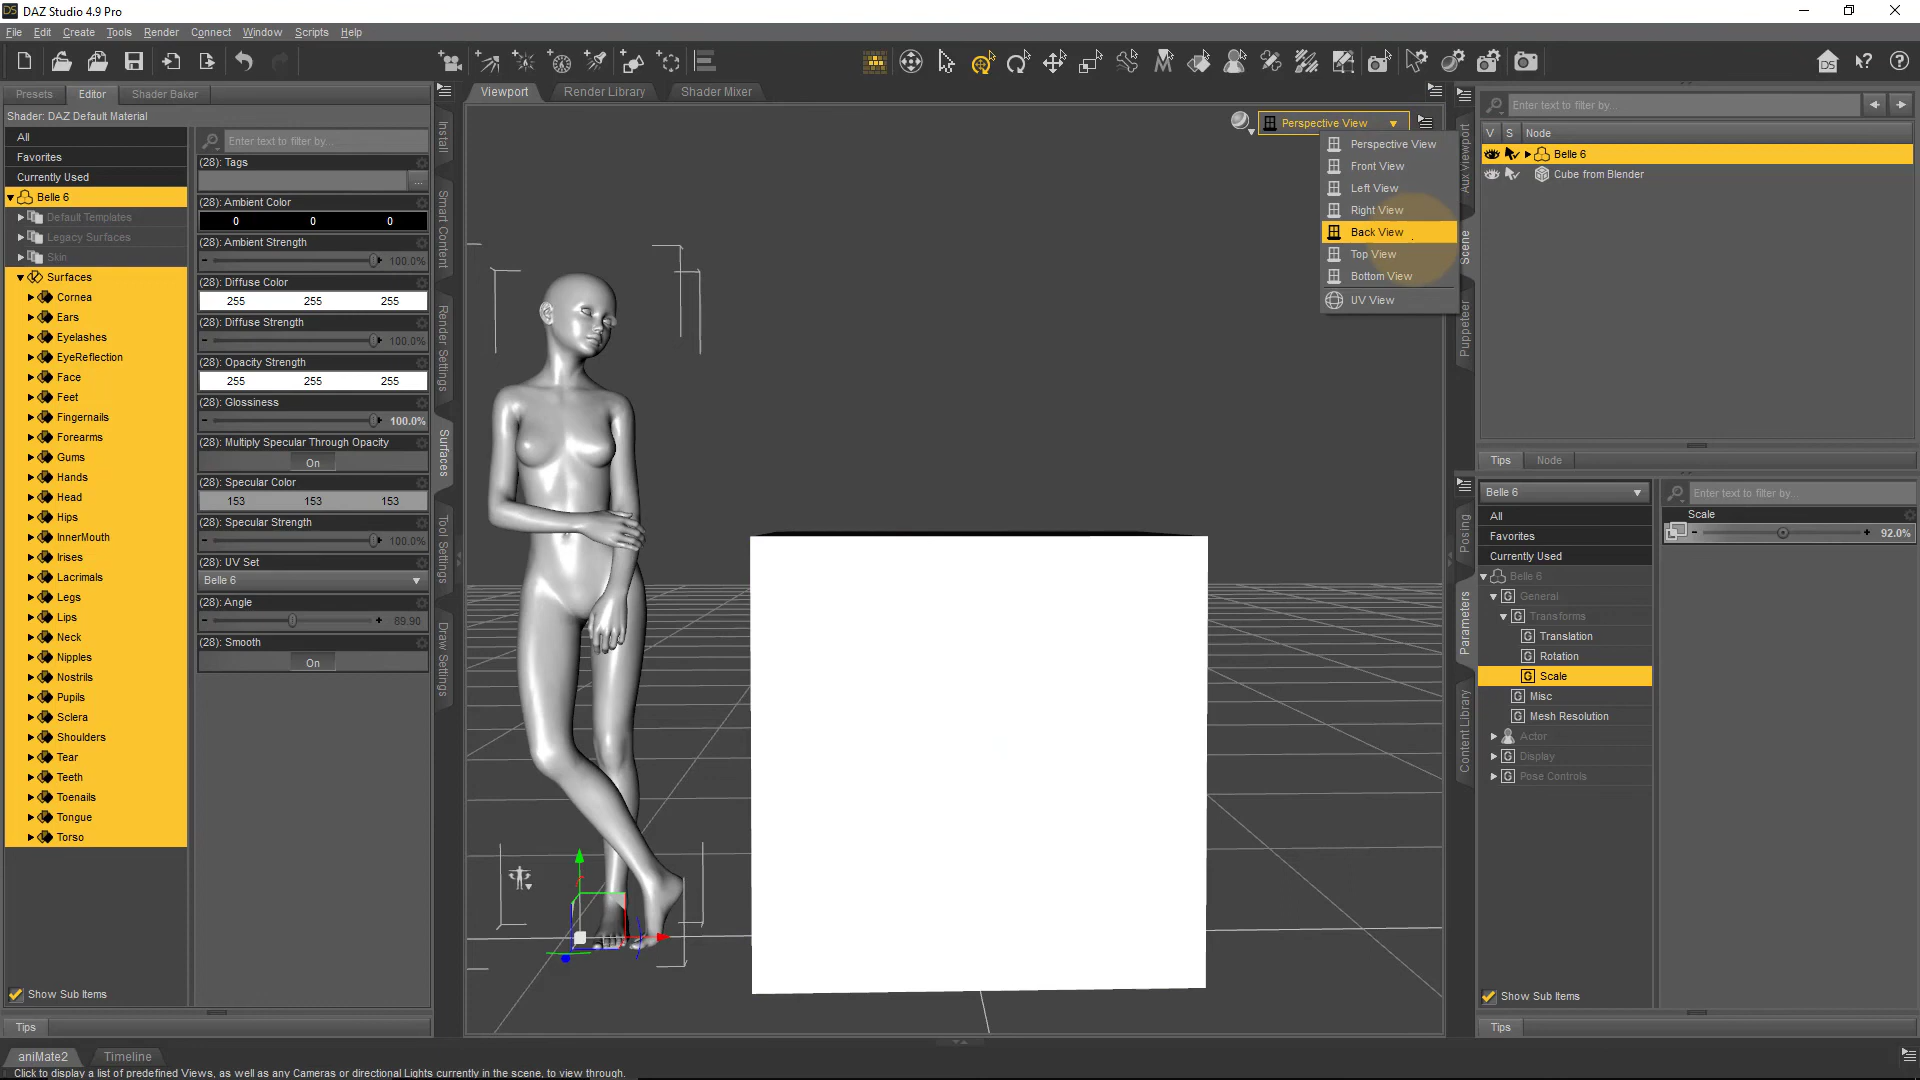 DAZ Studio 4.9 Pro
File Edit Create Tools Render Connect Window Scripts Help
Presets Editor Shader Baker
Shader: DAZ Default Material
All
Favorites
Currently Used
Belle 6
Default Templates
Legacy Surfaces
Skin
Surfaces
Cornea
Ears
Eyelashes
EyeReflection
Face
Feet
Fingernails
Forearms
Gums
Hands
Head
Hips
InnerMouth
Irises
Lacrimals
Legs
Lips
Neck
Nipples
Nostrils
Pupils
Sclera
Shoulders
Tear
Teeth
Toenails
Tongue
Torso
Show Sub Items
Tips
Enter text to filter by...
(28): Tags
...
(28): Ambient Color
0 0 0
(28): Ambient Strength
100.0%
(28): Diffuse Color
255 255 255
(28): Diffuse Strength
100.0%
(28): Opacity Strength
255 255 255
(28): Glossiness
100.0%
(28): Multiply Specular Through Opacity
On
(28): Specular Color
153 153 153
(28): Specular Strength
100.0%
(28): UV Set
Belle 6
(28): Angle
89.90
(28): Smooth
On
Install
Smart Content
Render Settings
Surfaces
Tool Settings
Draw Settings
Viewport Render Library Shader Mixer
Perspective View
Perspective View
Front View
Left View
Right View
Back View
Top View
Bottom View
UV View
Aux Viewport
Scene
Puppeteer
Enter text to filter by...
V S Node
Belle 6
Cube from Blender
Tips Node
Posing
Parameters
Content Library
Belle 6
All
Favorites
Currently Used
Belle 6
General
Transforms
Translation
Rotation
Scale
Misc
Mesh Resolution
Actor
Display
Pose Controls
Show Sub Items
Tips
Enter text to filter by...
Scale
92.0%
aniMate2 Timeline
Click to display a list of predefined Views, as well as any Cameras or directional Lights currently in the scene, to view through.